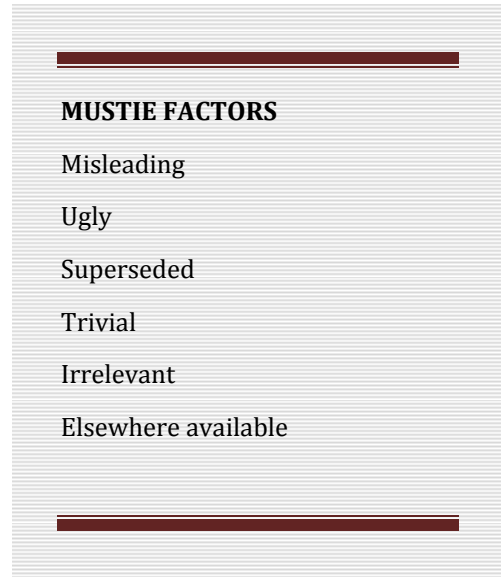 MUSTIE FACTORS
Misleading
Ugly
Superseded
Trivial
Irrelevant
Elsewhere available